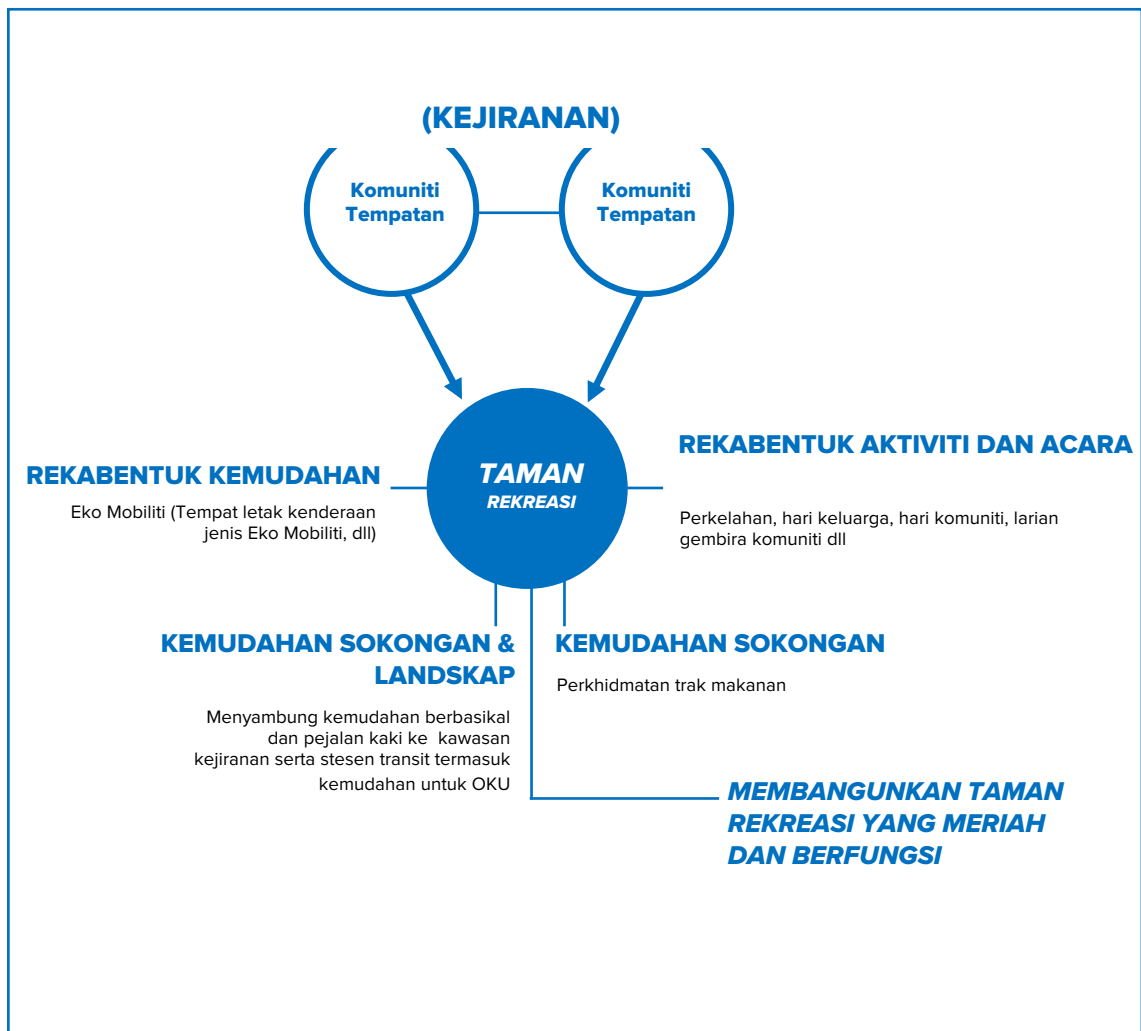 (KEJIRANAN)
Komuniti
Tempatan
Komuniti
Tempatan
TAMAN
REKREASI
REKABENTUK KEMUDAHAN
Eko Mobiliti (Tempat letak kenderaan
jenis Eko Mobiliti, dll)
REKABENTUK AKTIVITI DAN ACARA
Perkelahan, hari keluarga, hari komuniti, larian
gembira komuniti dll
KEMUDAHAN SOKONGAN &
LANDSKAP
Menyambung kemudahan berbasikal
dan pejalan kaki ke kawasan
kejiranan serta stesen transit termasuk
kemudahan untuk OKU
KEMUDAHAN SOKONGAN
Perkhidmatan trak makanan
MEMBANGUNKAN TAMAN
REKREASI YANG MERIAH
DAN BERFUNGSI